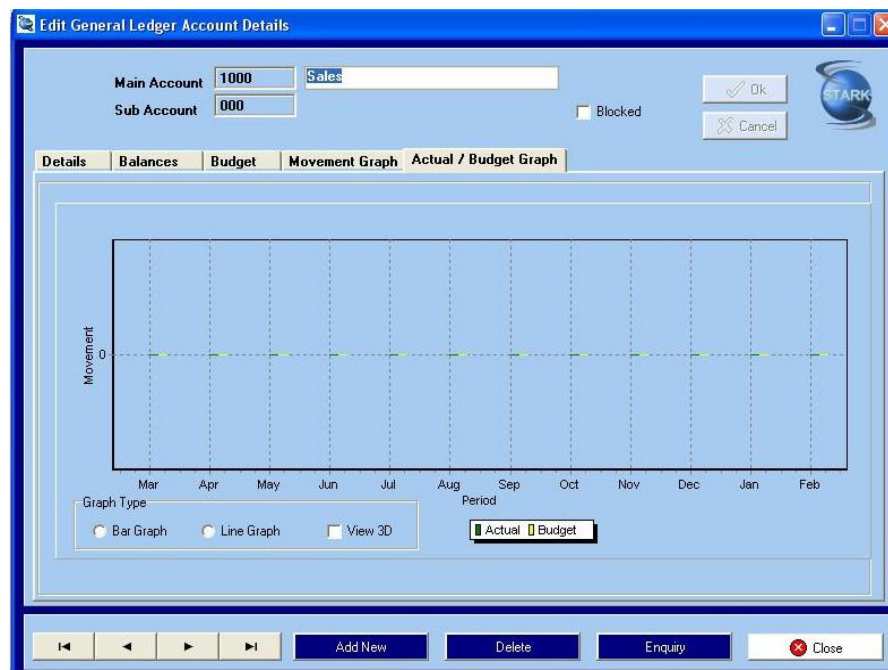 Edit General Ledger Account Details
Main Account 1000 Sales
Sub Account 000
Blocked
Ok
Cancel
STARK
Details Balances Budget Movement Graph Actual / Budget Graph
Movement
0
Mar Apr May Jun Jul Aug Sep Oct Nov Dec Jan Feb
Period
Graph Type
Bar Graph Line Graph View 3D
Actual Budget
Add New Delete Enquiry Close